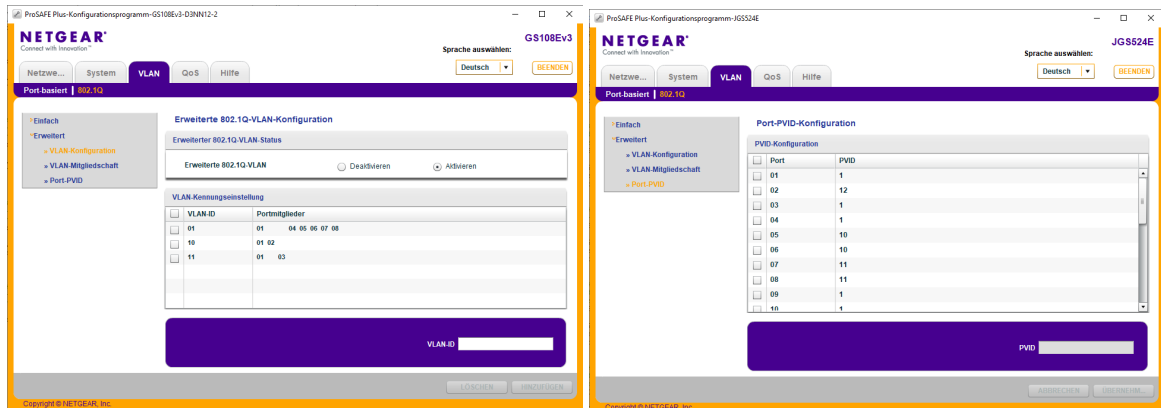 ProSAFE Plus-Konfigurationsprogramm-GS108Ev3-D3NN12-2
NETGEAR®
Connect with Innovation™
GS108Ev3
Sprache auswählen:
Deutsch
BEENDEN
Netzwe...
System
VLAN
QoS
Hilfe
Port-basiert
802.1Q
Einfach
Erweitert
» VLAN-Konfiguration
» VLAN-Mitgliedschaft
» Port-PVID
Erweiterte 802.1Q-VLAN-Konfiguration
Erweiterter 802.1Q-VLAN-Status
Erweiterte 802.1Q-VLAN
Deaktivieren
Aktivieren
VLAN-Kennungseinstellung
VLAN-ID Portmitglieder
01 01 04 05 06 07 08
10 01 02
11 01 03
VLAN-ID
LÖSCHEN
HINZUFÜGEN
Copyright © NETGEAR, Inc.
ProSAFE Plus-Konfigurationsprogramm-JGS524E
NETGEAR®
Connect with Innovation™
JGS524E
Sprache auswählen:
Deutsch
BEENDEN
Netzwe...
System
VLAN
QoS
Hilfe
Port-basiert
802.1Q
Einfach
Erweitert
» VLAN-Konfiguration
» VLAN-Mitgliedschaft
» Port-PVID
Port-PVID-Konfiguration
PVID-Konfiguration
Port PVID
01 1
02 12
03 1
04 1
05 10
06 10
07 11
08 11
09 1
10 1
PVID
ABBRECHEN
ÜBERNEHM...
Copyright © NETGEAR, Inc.